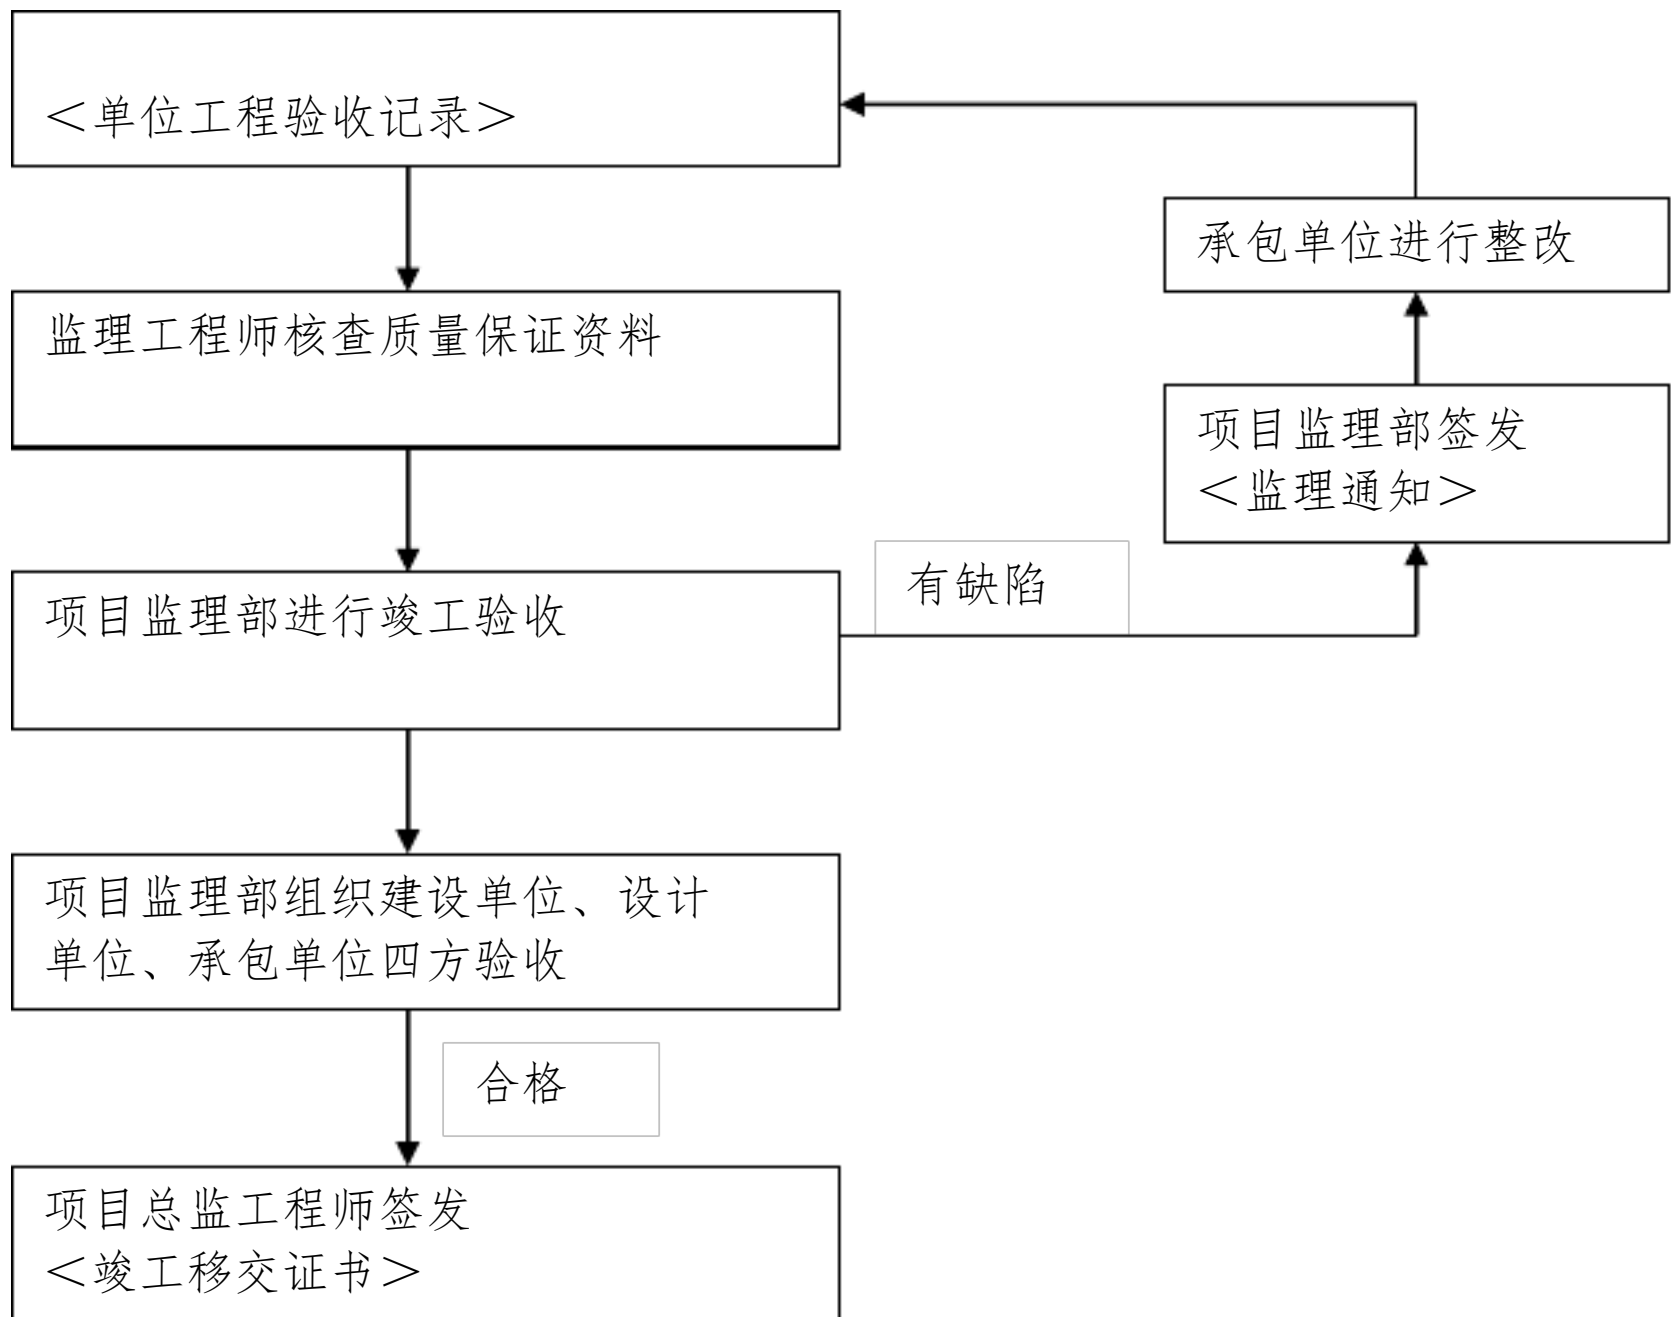 ＜单位工程验收记录＞
承包单位进行整改
监理工程师核查质量保证资料
项目监理部签发
＜监理通知＞
有缺陷
项目监理部进行竣工验收
项目监理部组织建设单位、设计
单位、承包单位四方验收
合格
项目总监工程师签发
＜竣工移交证书＞